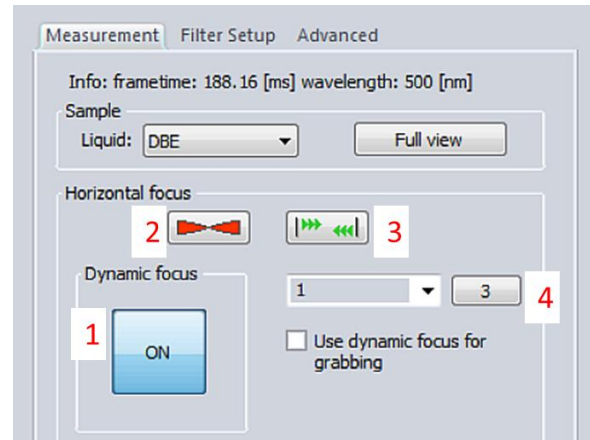 Measurement Filter Setup Advanced
Info: frametime: 188.16 [ms] wavelength: 500 [nm]
Sample
Liquid: DBE Full view
Horizontal focus
2 3
Dynamic focus
1 3 4
1 ON
Use dynamic focus for
grabbing